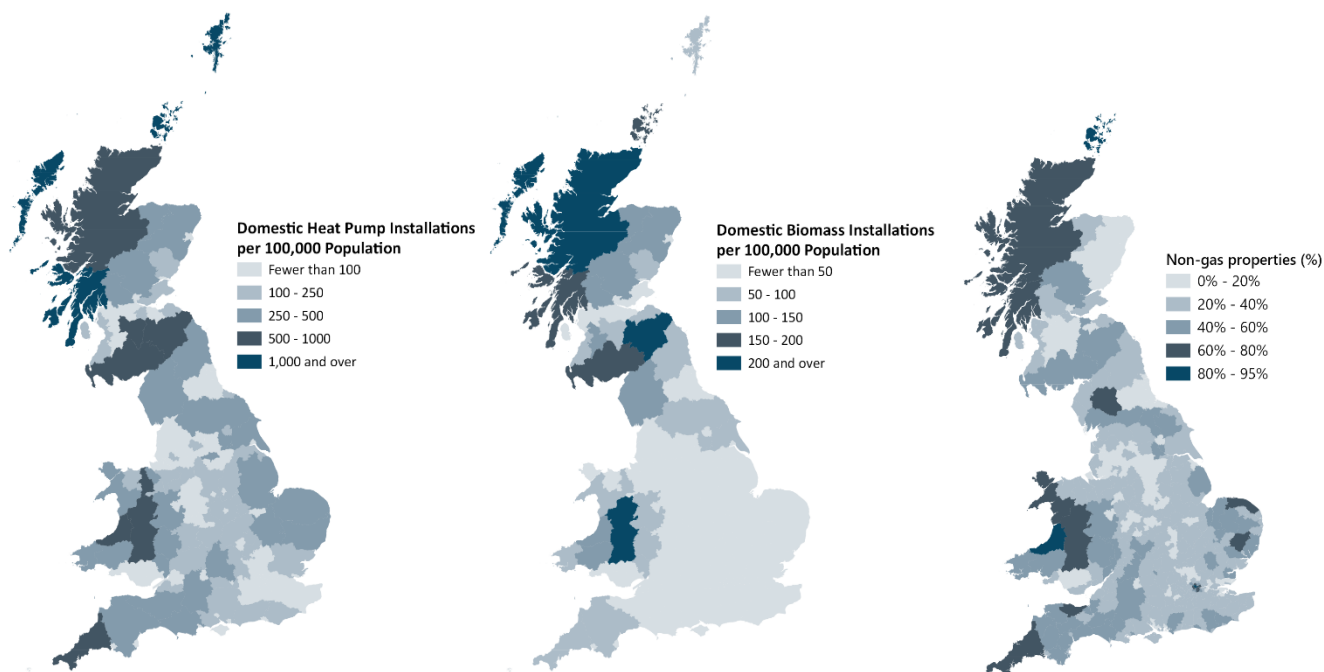 Domestic Heat Pump Installations
per 100,000 Population
Fewer than 100
100 - 250
250 - 500
500 - 1000
1,000 and over
Domestic Biomass Installations
per 100,000 Population
Fewer than 50
50 - 100
100 - 150
150 - 200
200 and over
Non-gas properties (%)
0% - 20%
20% - 40%
40% - 60%
60% - 80%
80% - 95%